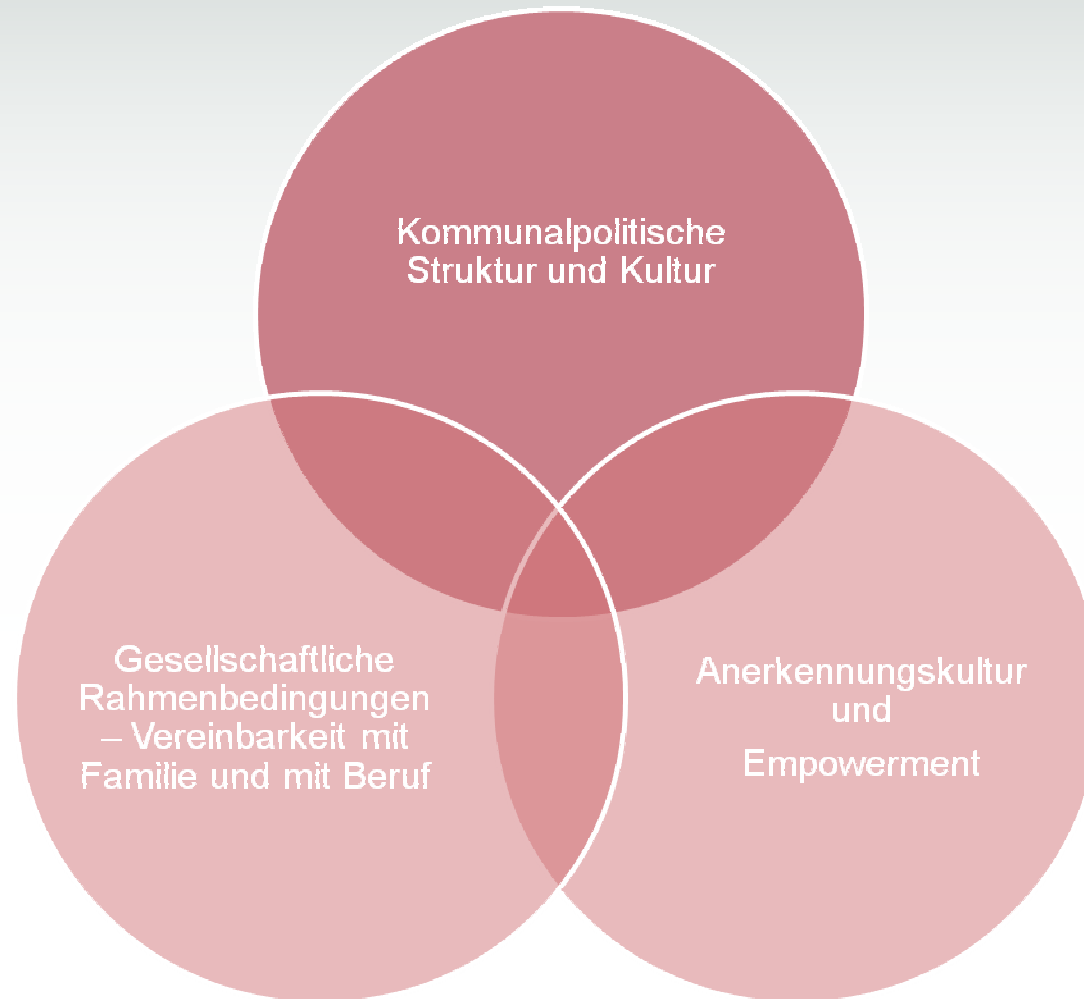 Kommunalpolitische
Struktur und Kultur
Gesellschaftliche
Rahmenbedingungen
– Vereinbarkeit mit
Familie und mit Beruf
Anerkennungskultur
und
Empowerment